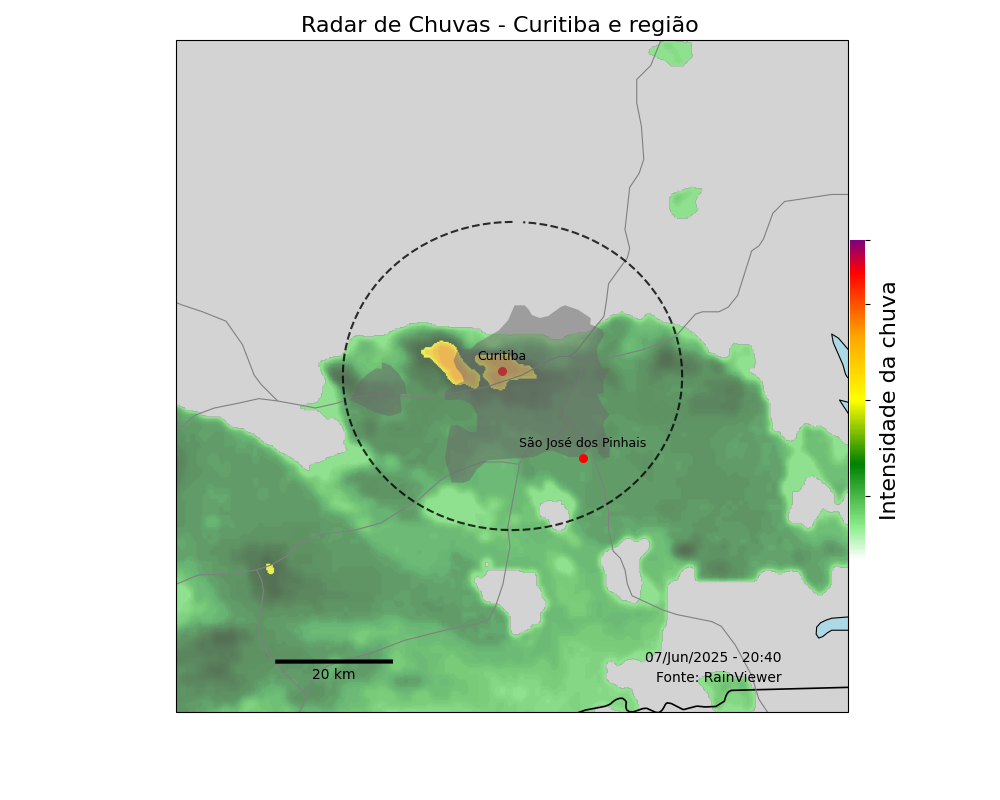 Radar de Chuvas - Curitiba e região
Curitiba
São José dos Pinhais
Intensidade da chuva
07/Jun/2025 - 20:40
Fonte: RainViewer
20 km